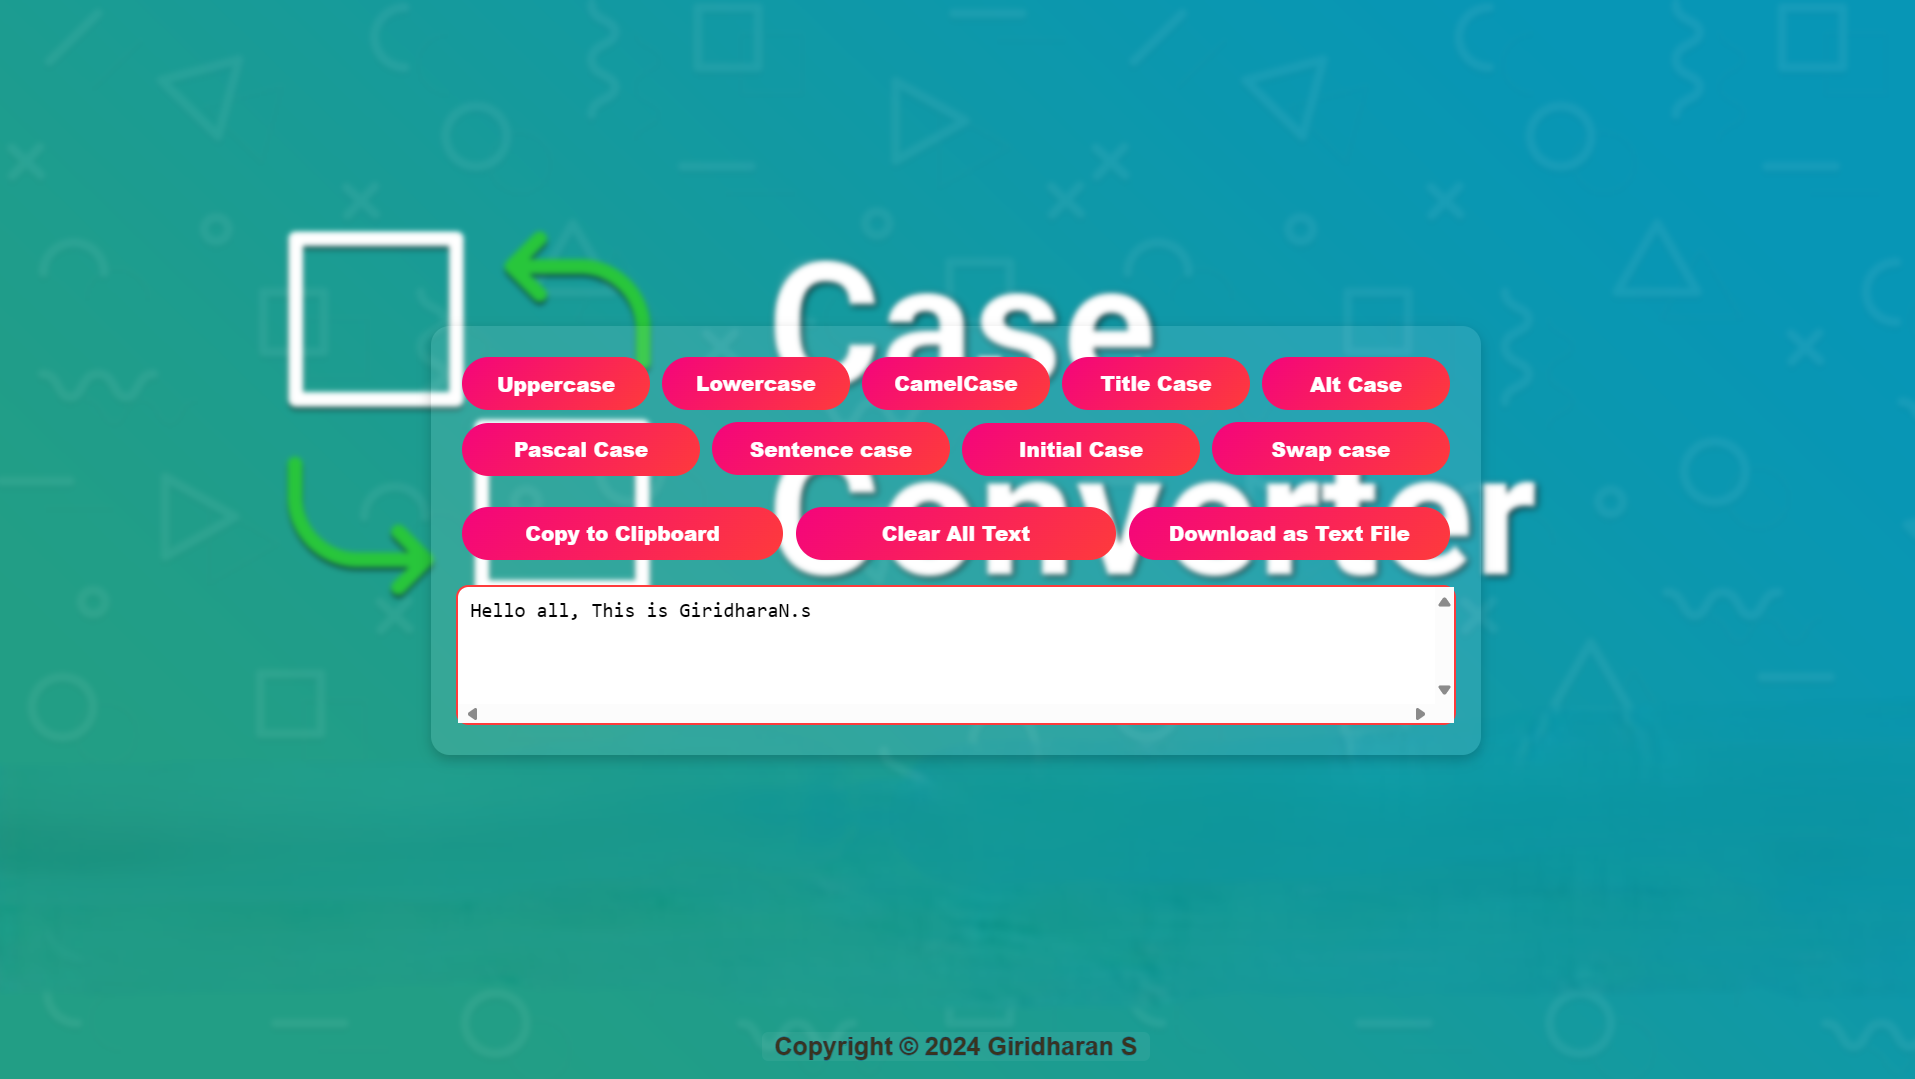 Case
Uppercase Lowercase CamelCase Title Case Alt Case
Pascal Case Sentence case Initial Case Swap case
Converter
Copy to Clipboard Clear All Text Download as Text File
Hello all, This is GiridharaN.s
Copyright © 2024 Giridharan S